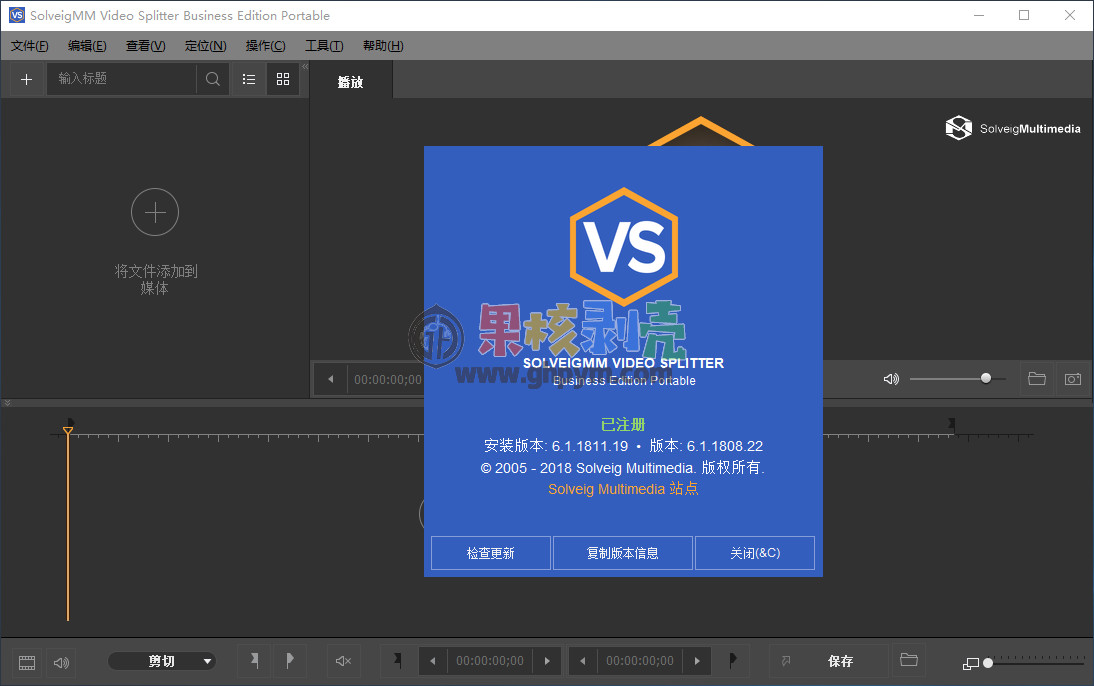 SolveigMM Video Splitter Business Edition Portable
文件(F) 编辑(E) 查看(V) 定位(N) 操作(C) 工具(T) 帮助(H)
输入标题
播放
SolveigMultimedia
将文件添加到
媒体
VS
果核剥壳
www.ghpym.com
SOLVEIGMM VIDEO SPLITTER
Business Edition Portable
00:00:00;00
已注册
安装版本: 6.1.1811.19 • 版本: 6.1.1808.22
© 2005 - 2018 Solveig Multimedia. 版权所有.
Solveig Multimedia 站点
检查更新 复制版本信息 关闭(&C)
剪切 00:00:00;00 00:00:00;00 保存